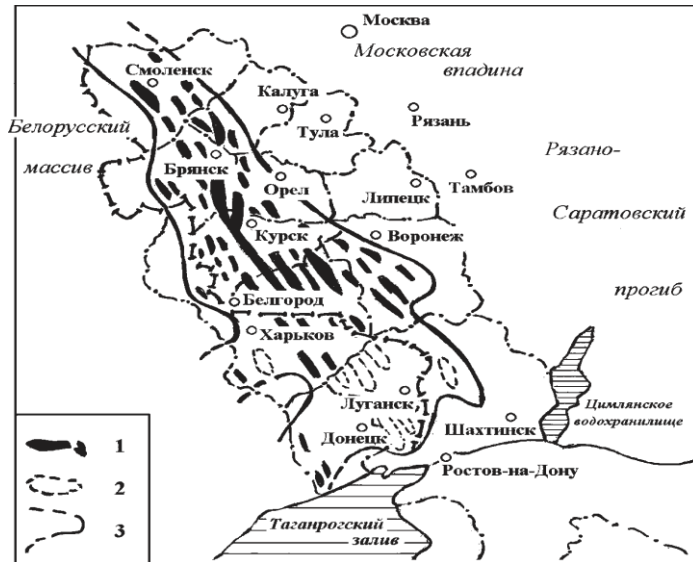 Москва
Московская
впадина
Смоленск
Калуга
Тула
Рязань
Белорусский
массив
Брянск
Рязано-
Орел
Липецк
Тамбов
Саратовский
Курск
Воронеж
прогиб
Белгород
Харьков
Луганск
Цимлянское
водохранилище
Шахтинск
Донецк
Ростов-на-Дону
Таганрогский
залив
1
2
3